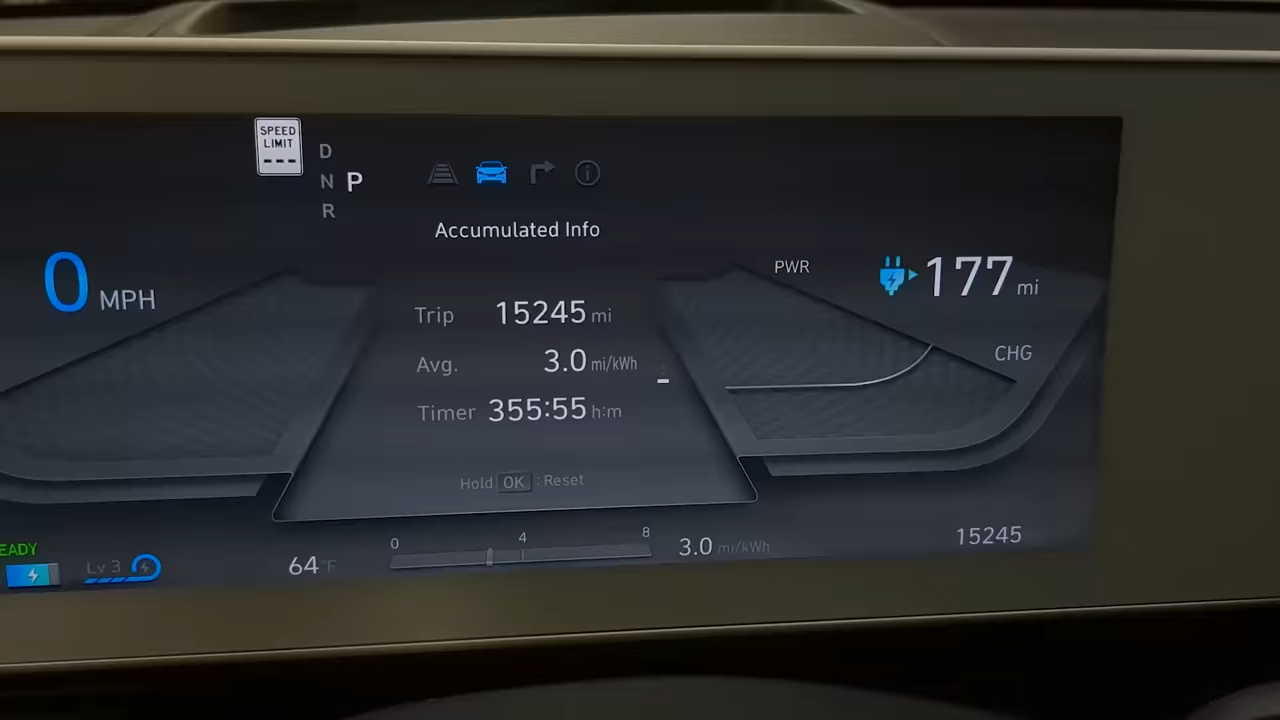 SPEED
LIMIT
---
D
N P
R
Accumulated Info
0 MPH
PWR
177 mi
Trip 15245 mi
Avg. 3.0 mi/kWh
CHG
Timer 355:55 h:m
Hold OK : Reset
EADY
Lv 3
64°F
0 4 8
3.0 mi/kWh
15245